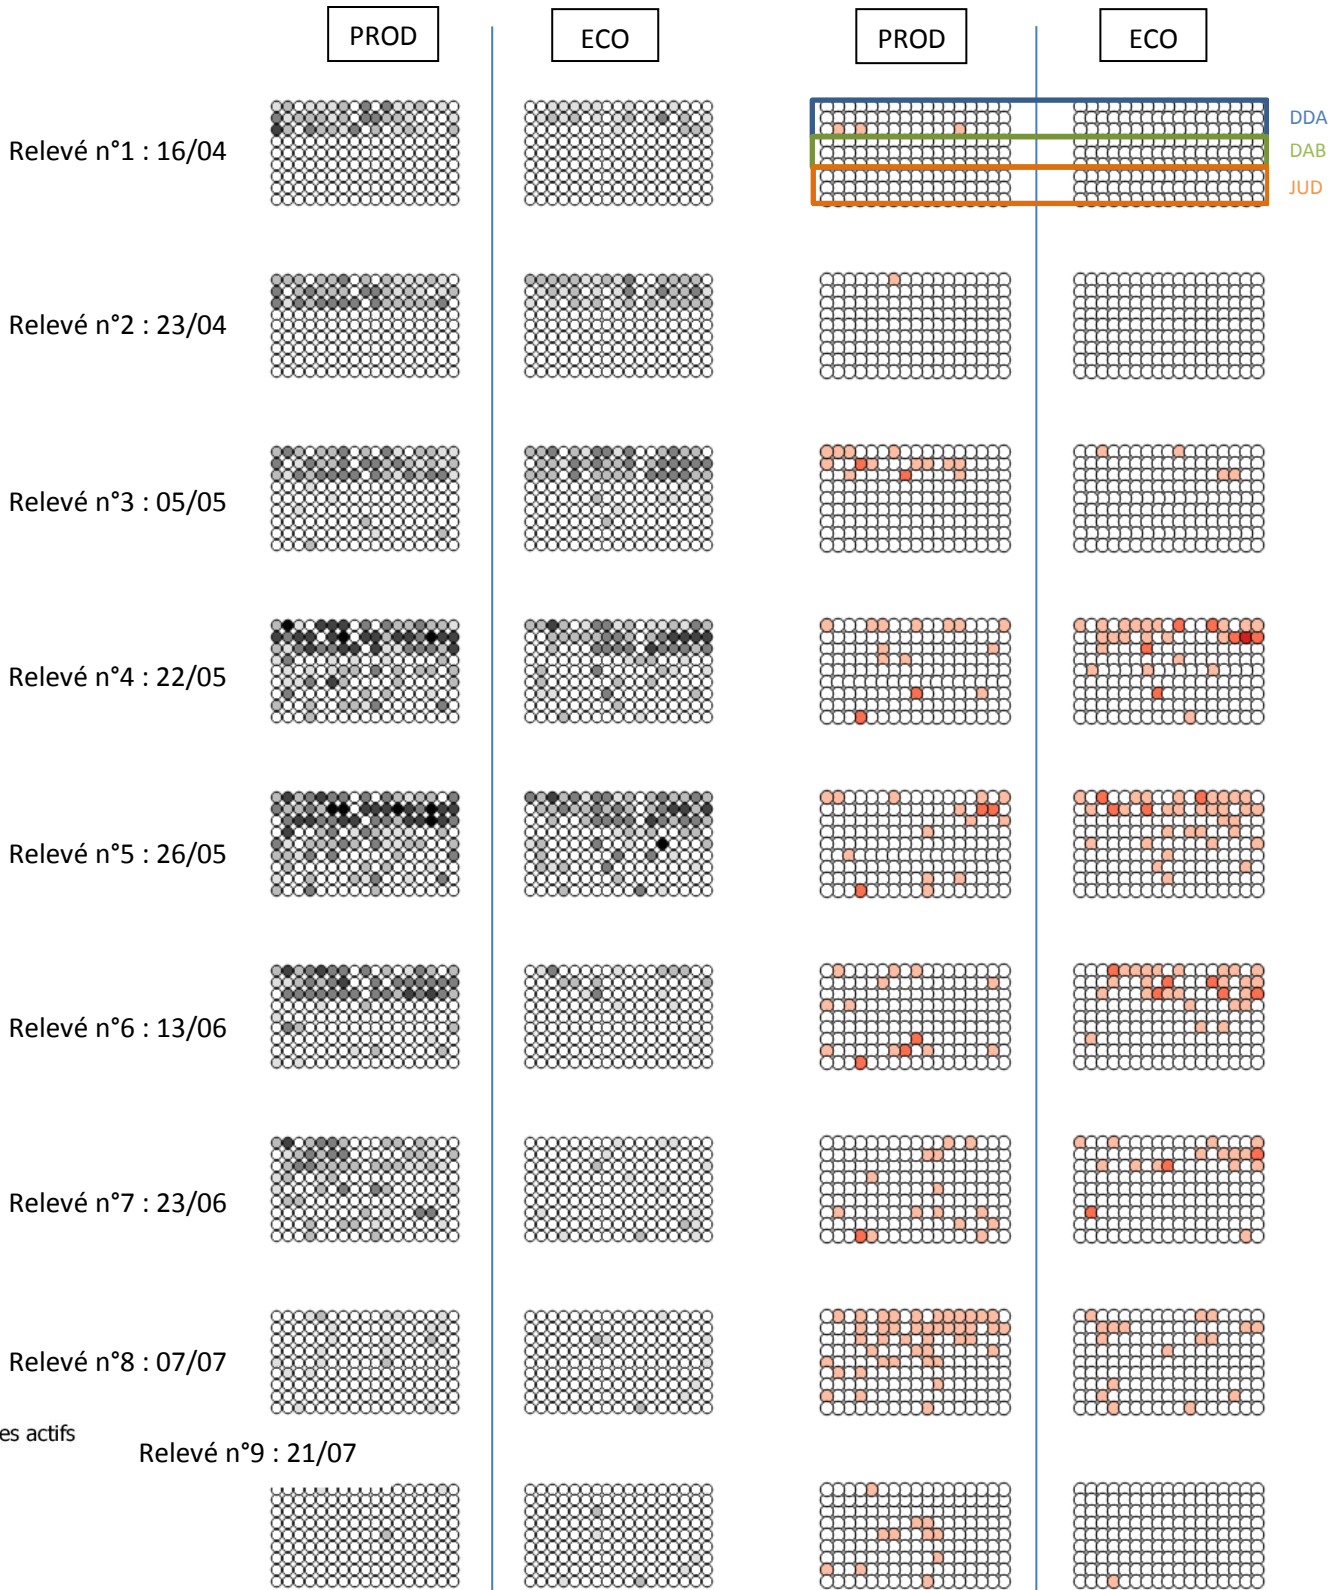 PROD
ECO
PROD
ECO
Relevé n°1 : 16/04
DDA
DAB
JUD
Relevé n°2 : 23/04
Relevé n°3 : 05/05
Relevé n°4 : 22/05
Relevé n°5 : 26/05
Relevé n°6 : 13/06
Relevé n°7 : 23/06
Relevé n°8 : 07/07
es actifs
Relevé n°9 : 21/07